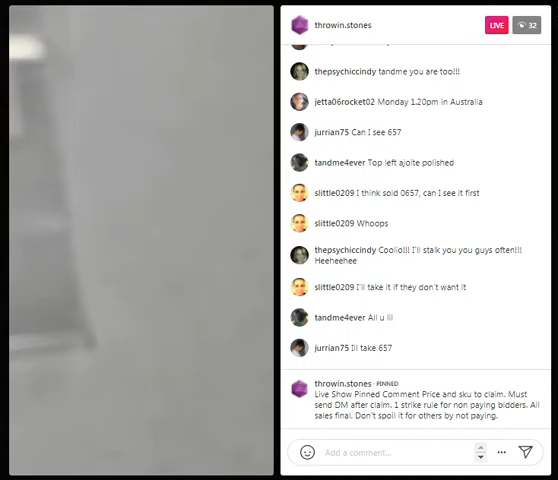 throwin.stones
LIVE
32
thepsychiccindy tandme you are too!!!
jetta06rocket02 Monday 1.20pm in Australia
jurrian75 Can I see 657
tandme4ever Top left ajoite polished
slittle0209 I think sold 0657, can I see it first
slittle0209 Whoops
thepsychiccindy Coolio!!! I'll stalk you you guys often!!!
Heeheehee
slittle0209 I'll take it if they don't want it
tandme4ever All u lil
jurrian75 Ill take 657
throwin.stones · PINNED
Live Show Pinned Comment Price and sku to claim. Must
send DM after claim. 1 strike rule for non paying bidders. All
sales final. Don't spoil it for others by not paying.
Add a comment...